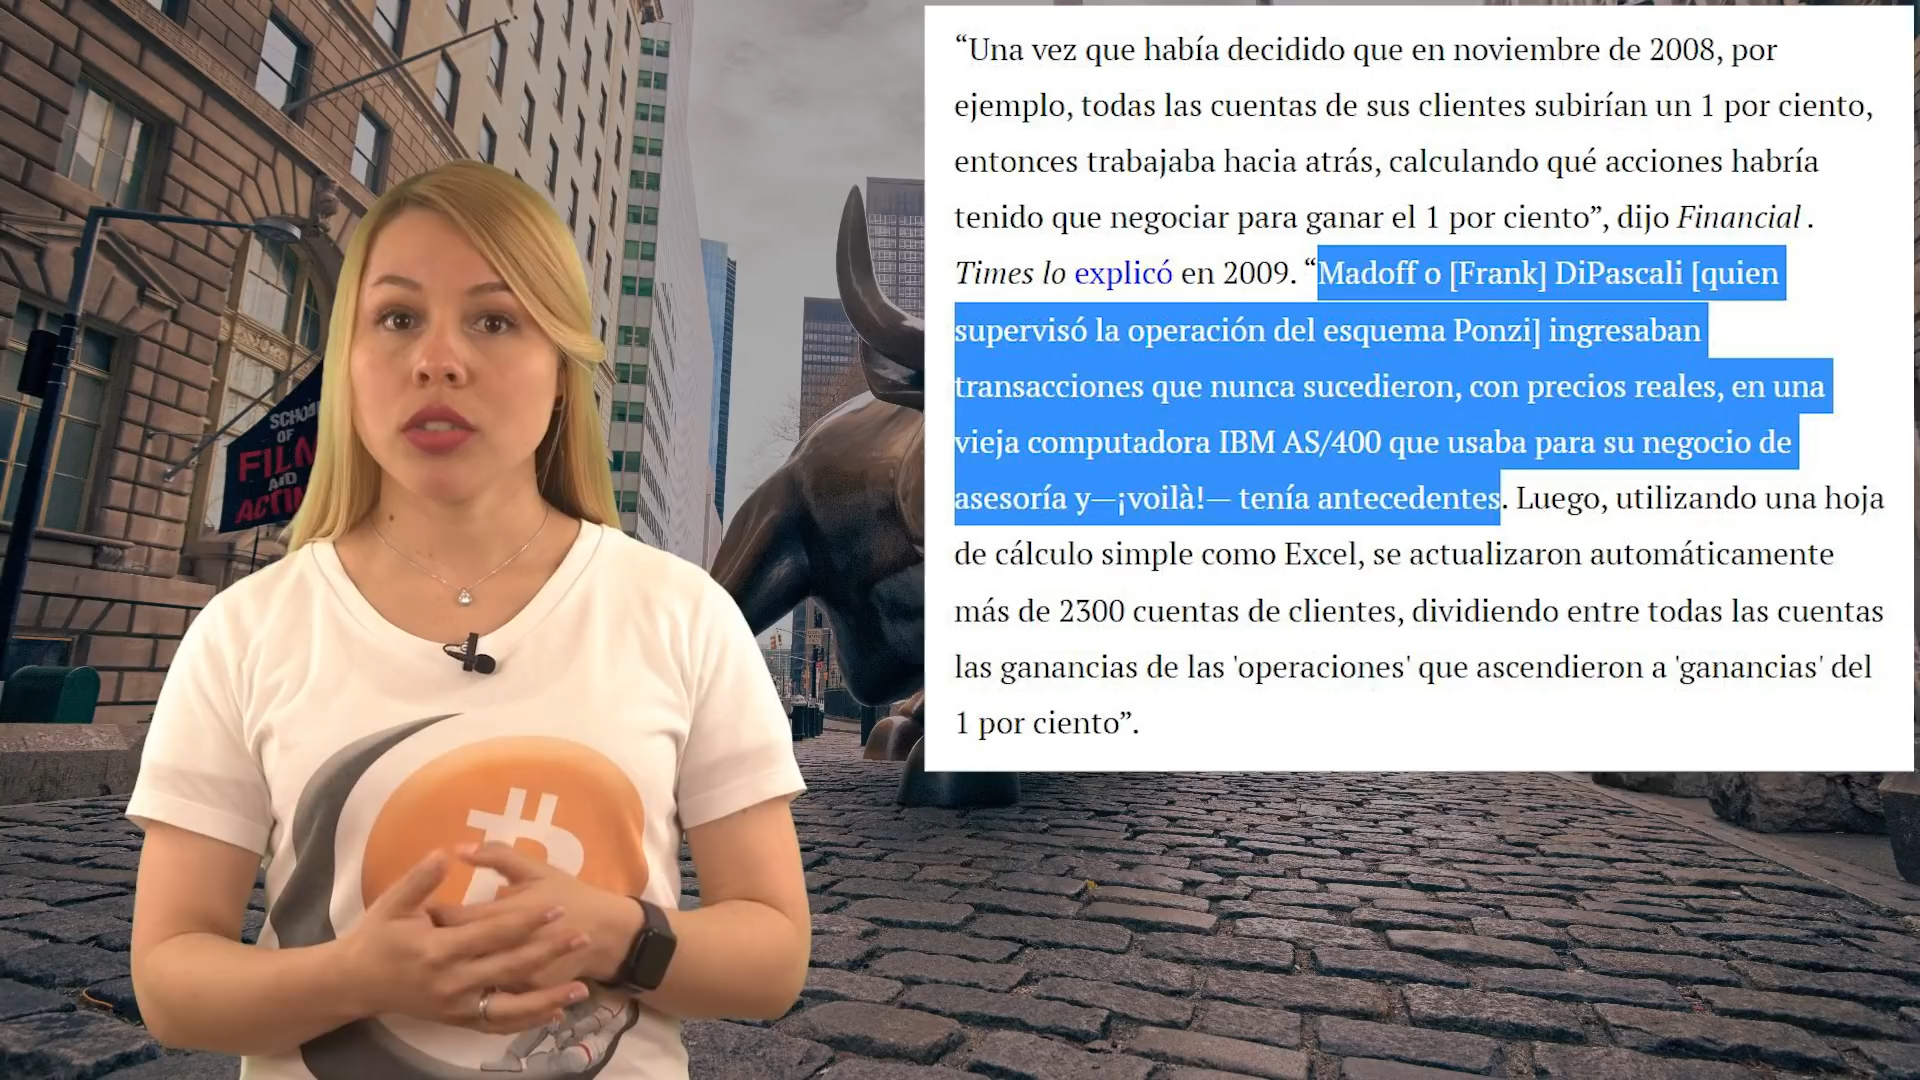 “Una vez que había decidido que en noviembre de 2008, por
ejemplo, todas las cuentas de sus clientes subirían un 1 por ciento,
entonces trabajaba hacia atrás, calculando qué acciones habría
tenido que negociar para ganar el 1 por ciento”, dijo Financial .
Times lo explicó en 2009. “Madoff o [Frank] DiPascali [quien
supervisó la operación del esquema Ponzi] ingresaban
transacciones que nunca sucedieron, con precios reales, en una
vieja computadora IBM AS/400 que usaba para su negocio de
asesoría y—¡voilà!— tenía antecedentes. Luego, utilizando una hoja
de cálculo simple como Excel, se actualizaron automáticamente
más de 2300 cuentas de clientes, dividiendo entre todas las cuentas
las ganancias de las 'operaciones' que ascendieron a 'ganancias' del
1 por ciento”.
OF
AND